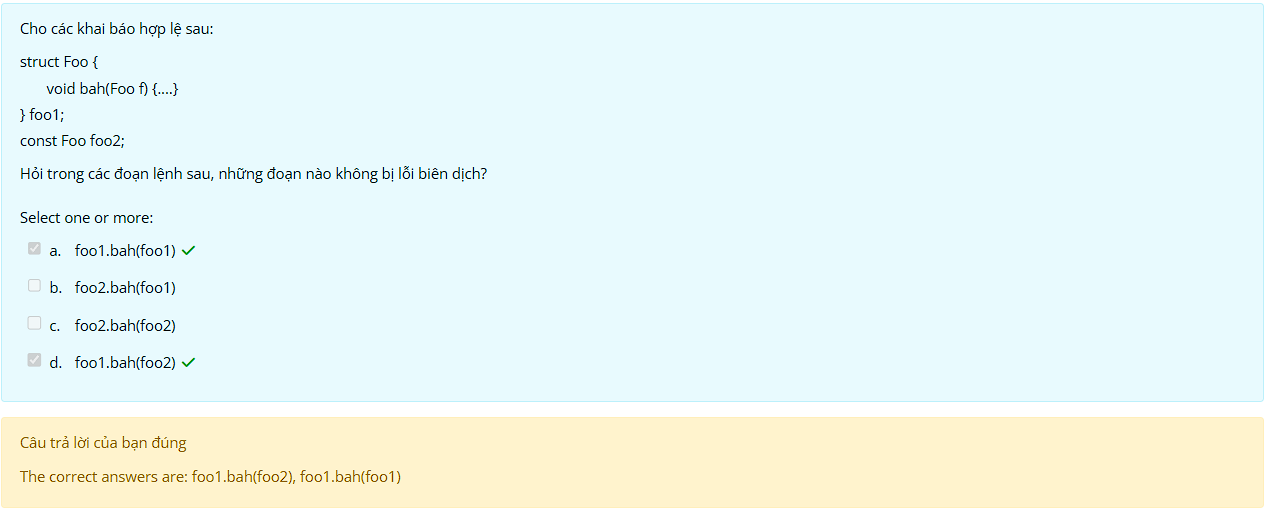 Cho các khai báo hợp lệ sau:
struct Foo {
void bah(Foo f) {....}
} foo1;
const Foo foo2;
Hỏi trong các đoạn lệnh sau, những đoạn nào không bị lỗi biên dịch?
Select one or more:
a. foo1.bah(foo1)
b. foo2.bah(foo1)
c. foo2.bah(foo2)
d. foo1.bah(foo2)
Câu trả lời của bạn đúng
The correct answers are: foo1.bah(foo2), foo1.bah(foo1)